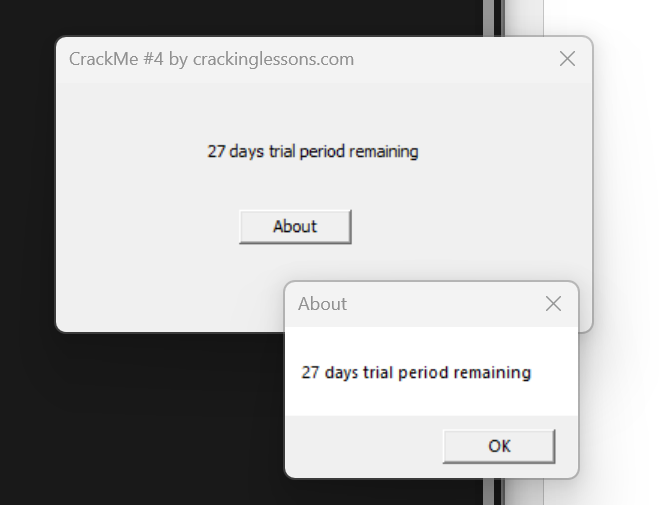 CrackMe #4 by crackinglessons.com
27 days trial period remaining
About
About
27 days trial period remaining
OK